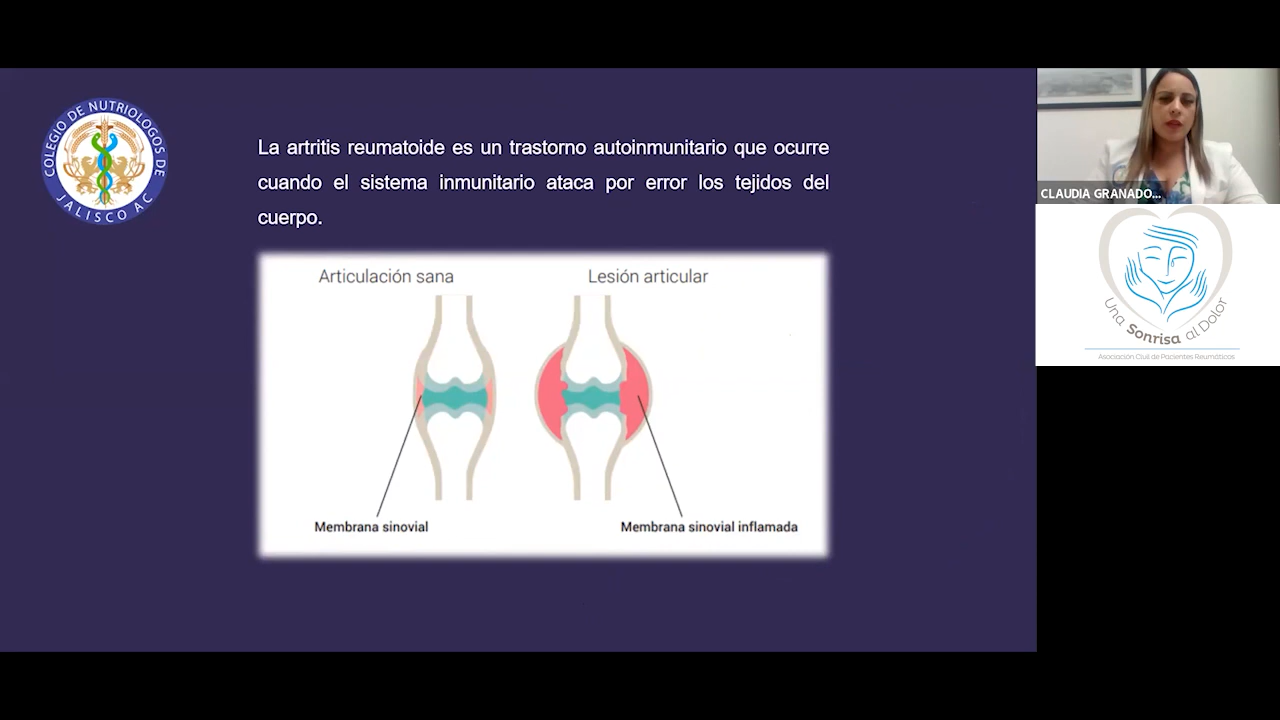 COLEGIO DE NUTRIOLOGOS DE
JALISCO AC
La artritis reumatoide es un trastorno autoinmunitario que ocurre
cuando el sistema inmunitario ataca por error los tejidos del
cuerpo.
Articulación sana
Lesión articular
Membrana sinovial
Membrana sinovial inflamada
CLAUDIA GRANADO...
Una Sonrisa al Dolor
Asociación Civil de Pacientes Reumáticos